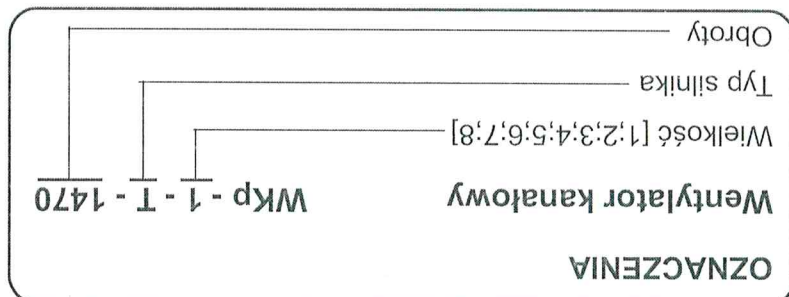 OZNACZENIA
Wentylator kanałowy WKp - 1 - T - 1470
Wielkość [1;2;3;4;5;6;7;8]
Typ silnika
Obroty